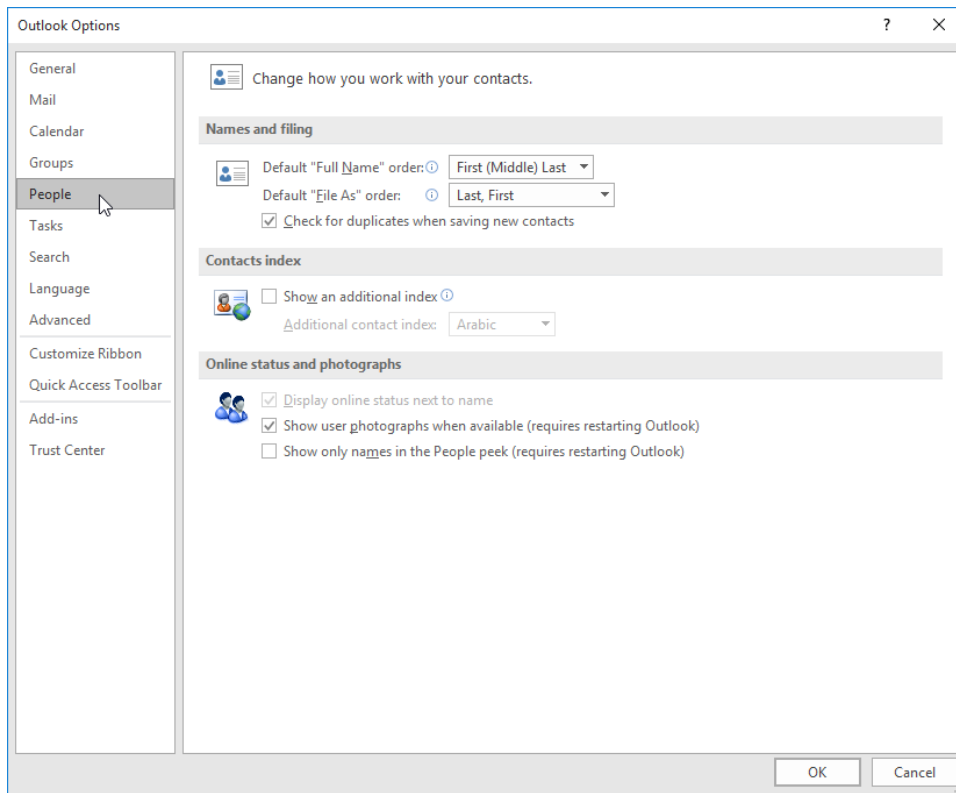 Outlook Options
?
General
Mail
Calendar
Groups
People
Tasks
Search
Language
Advanced
Customize Ribbon
Quick Access Toolbar
Add-ins
Trust Center
Change how you work with your contacts.
Names and filing
Default "Full Name" order: First (Middle) Last
Default "File As" order: Last, First
Check for duplicates when saving new contacts
Contacts index
Show an additional index
Additional contact index: Arabic
Online status and photographs
Display online status next to name
Show user photographs when available (requires restarting Outlook)
Show only names in the People peek (requires restarting Outlook)
OK Cancel